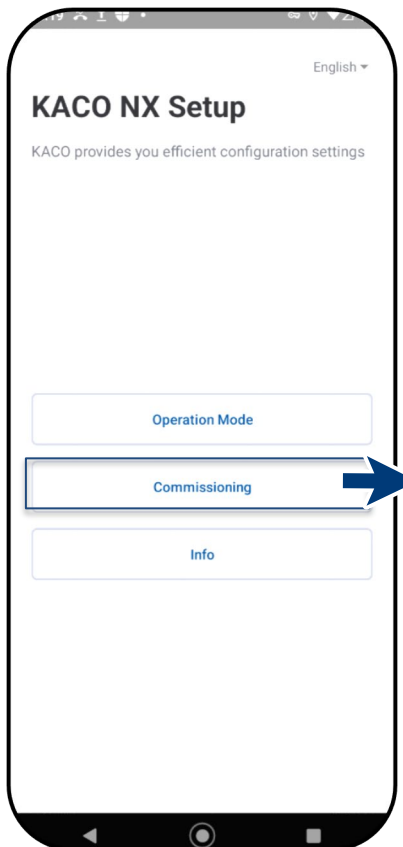 English
KACO NX Setup
KACO provides you efficient configuration settings
Operation Mode
Commissioning
Info